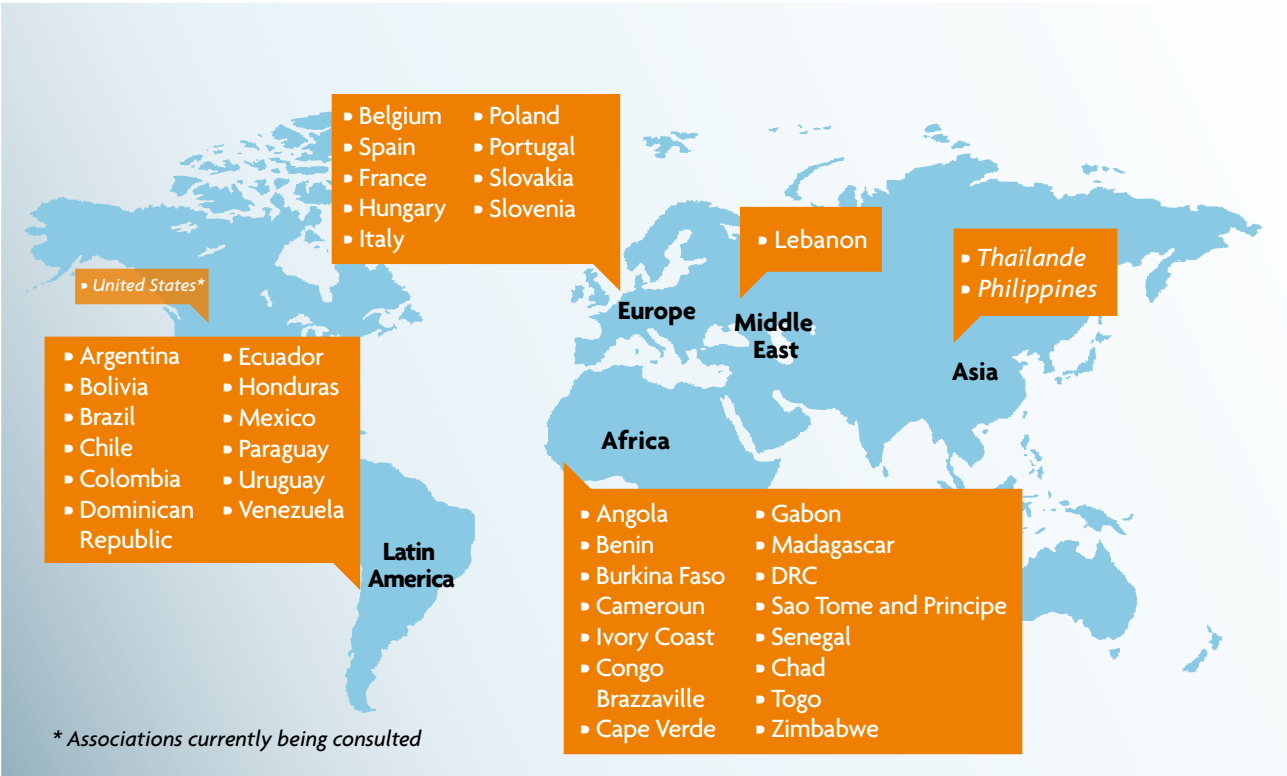 Belgium
Spain
France
Hungary
Italy
Poland
Portugal
Slovakia
Slovenia
Lebanon
Thaïlande
Philippines
United States*
Europe
Middle
East
Asia
Argentina
Bolivia
Brazil
Chile
Colombia
Dominican
Republic
Ecuador
Honduras
Mexico
Paraguay
Uruguay
Venezuela
Africa
Latin
America
Angola
Benin
Burkina Faso
Cameroun
Ivory Coast
Congo
Brazzaville
Cape Verde
Gabon
Madagascar
DRC
Sao Tome and Principe
Senegal
Chad
Togo
Zimbabwe
* Associations currently being consulted